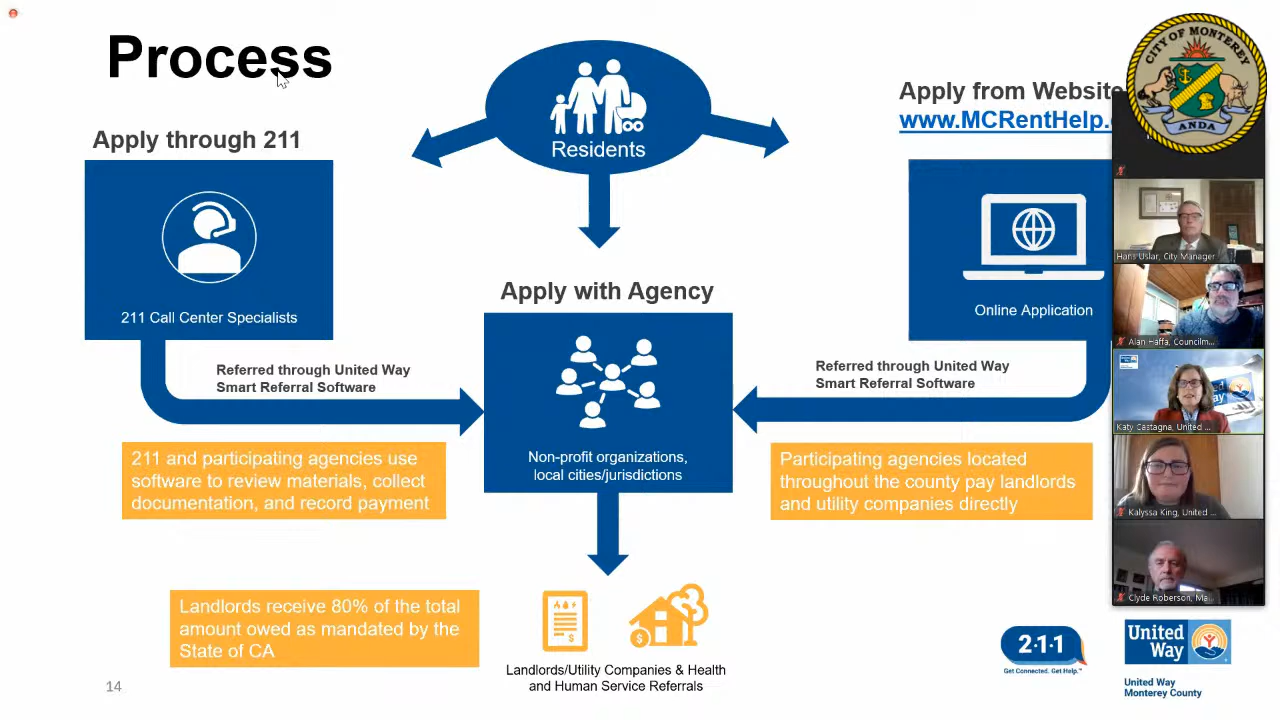 Process
Residents
Apply from Website
www.MCRentHelp.
Apply through 211
CITY OF MONTEREY
ANDA
211 Call Center Specialists
Apply with Agency
Online Application
Hans Uslar, City Manager
Alan Haffa, Councilm...
Referred through United Way
Smart Referral Software
Referred through United Way
Smart Referral Software
United
Way
Katy Castagna, United ...
211 and participating agencies use
software to review materials, collect
documentation, and record payment
Non-profit organizations,
local cities/jurisdictions
Participating agencies located
throughout the county pay landlords
and utility companies directly
Kalyssa King, United ...
Clyde Roberson, Ma...
Landlords receive 80% of the total
amount owed as mandated by the
State of CA
$
$
Landlords/Utility Companies & Health
and Human Service Referrals
2·1·1
Get Connected. Get Help.™
United
Way
United Way
Monterey County
14